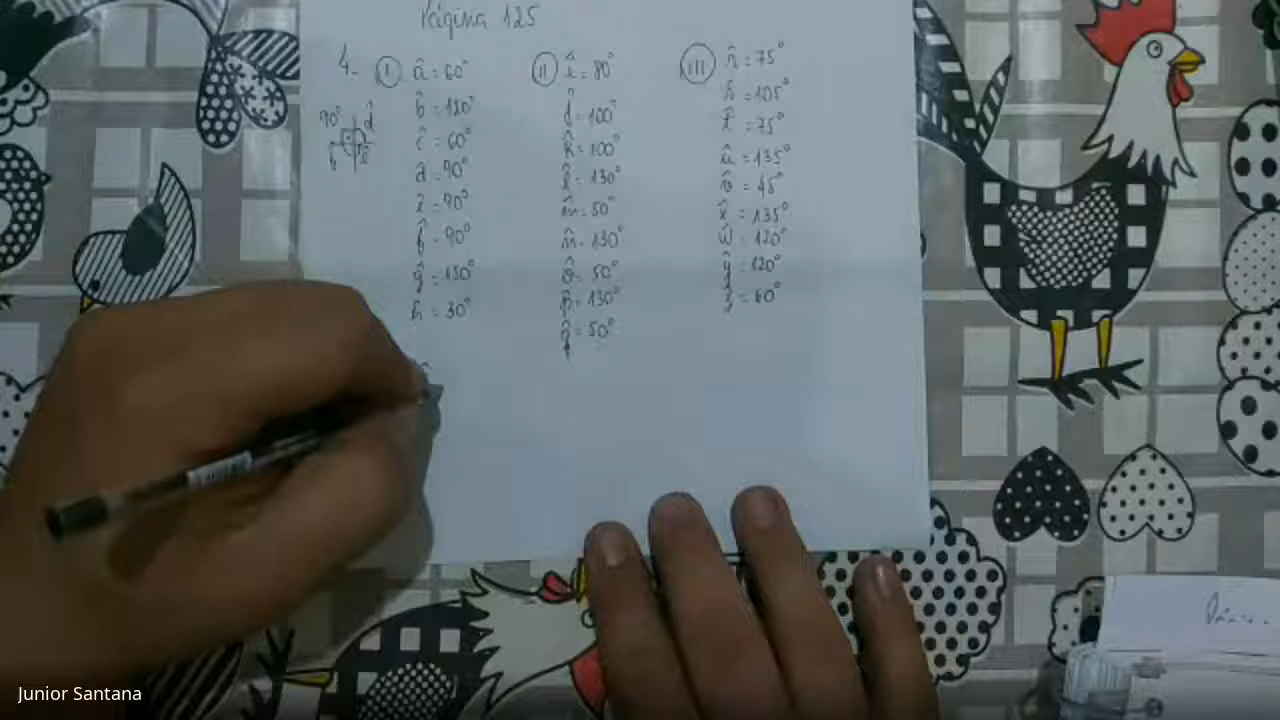 Página 125
4- I â = 60°
b̂ = 120°
ĉ = 60°
d̂ = 90°
ê = 90°
f̂ = 90°
ĝ = 150°
ĥ = 30°
90° d̂
II î = 80°
ĵ = 100°
k̂ = 100°
l̂ = 130°
m̂ = 50°
n̂ = 130°
ô = 50°
p̂ = 130°
q̂ = 50°
III r̂ = 75°
ŝ = 105°
t̂ = 75°
û = 135°
v̂ = 45°
x̂ = 135°
ŵ = 120°
ŷ = 120°
ẑ = 60°
Junior Santana